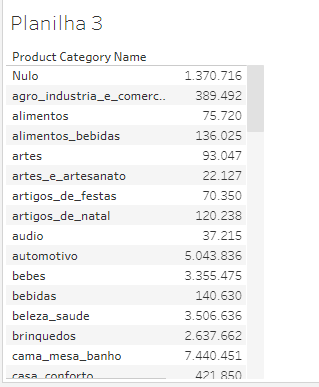 Planilha 3
Product Category Name
Nulo 1.370.716
agro_industria_e_comerc.. 389.492
alimentos 75.720
alimentos_bebidas 136.025
artes 93.047
artes_e_artesanato 22.127
artigos_de_festas 70.350
artigos_de_natal 120.238
audio 37.215
automotivo 5.043.836
bebes 3.355.475
bebidas 140.630
beleza_saude 3.506.636
brinquedos 2.637.662
cama_mesa_banho 7.440.451
casa_conforto 421.850